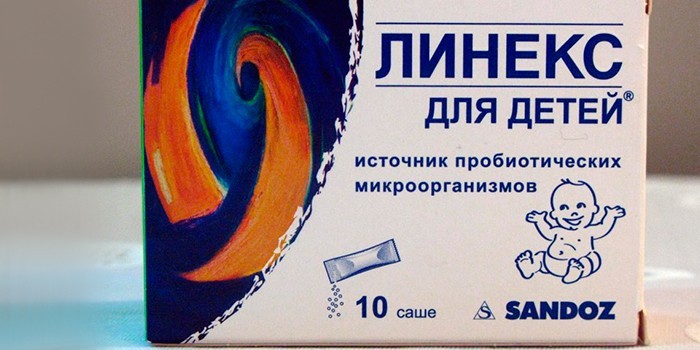 ЛИНЕКС
ДЛЯ ДЕТЕЙ®
источник пробиотических
микроорганизмов
10 саше
S SANDOZ